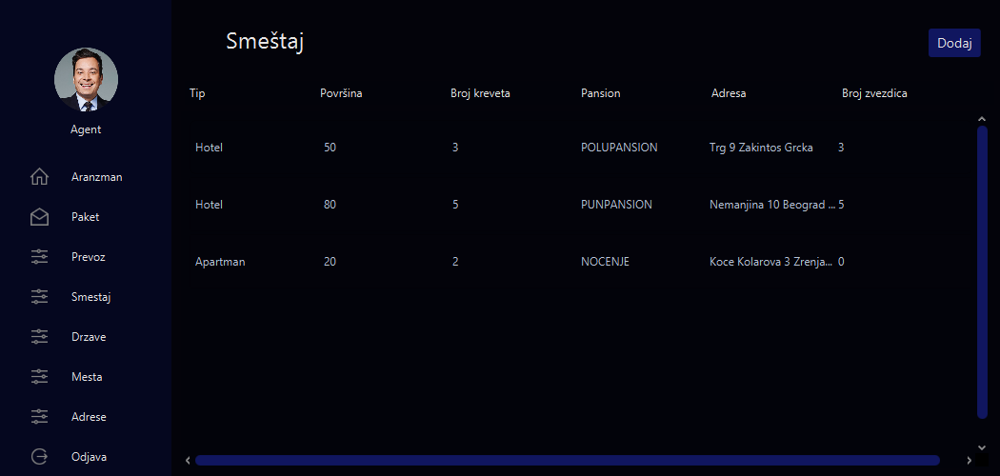 Smeštaj
Dodaj
Agent
Aranzman
Paket
Prevoz
Smestaj
Drzave
Mesta
Adrese
Odjava
Tip Površina Broj kreveta Pansion Adresa Broj zvezdica
Hotel 50 3 POLUPANSION Trg 9 Zakintos Grcka 3
Hotel 80 5 PUNPANSION Nemanjina 10 Beograd ... 5
Apartman 20 2 NOCENJE Koce Kolarova 3 Zrenja... 0